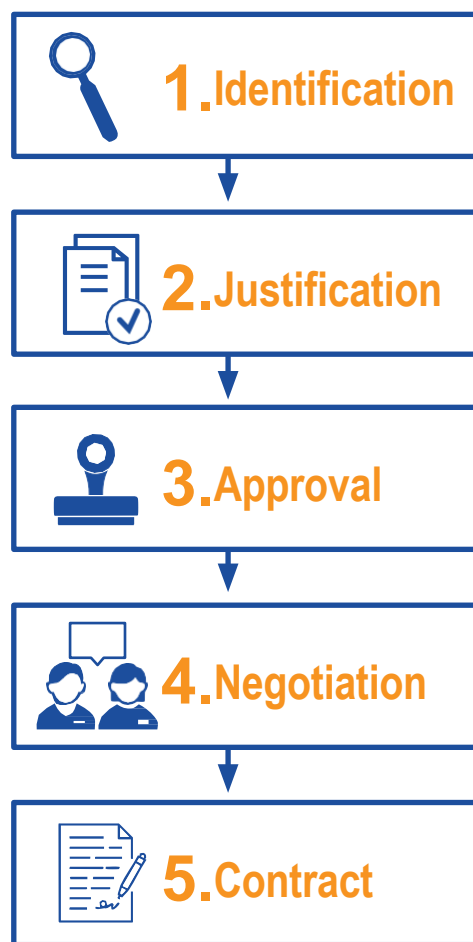 1.Identification
2.Justification
3.Approval
4.Negotiation
5.Contract